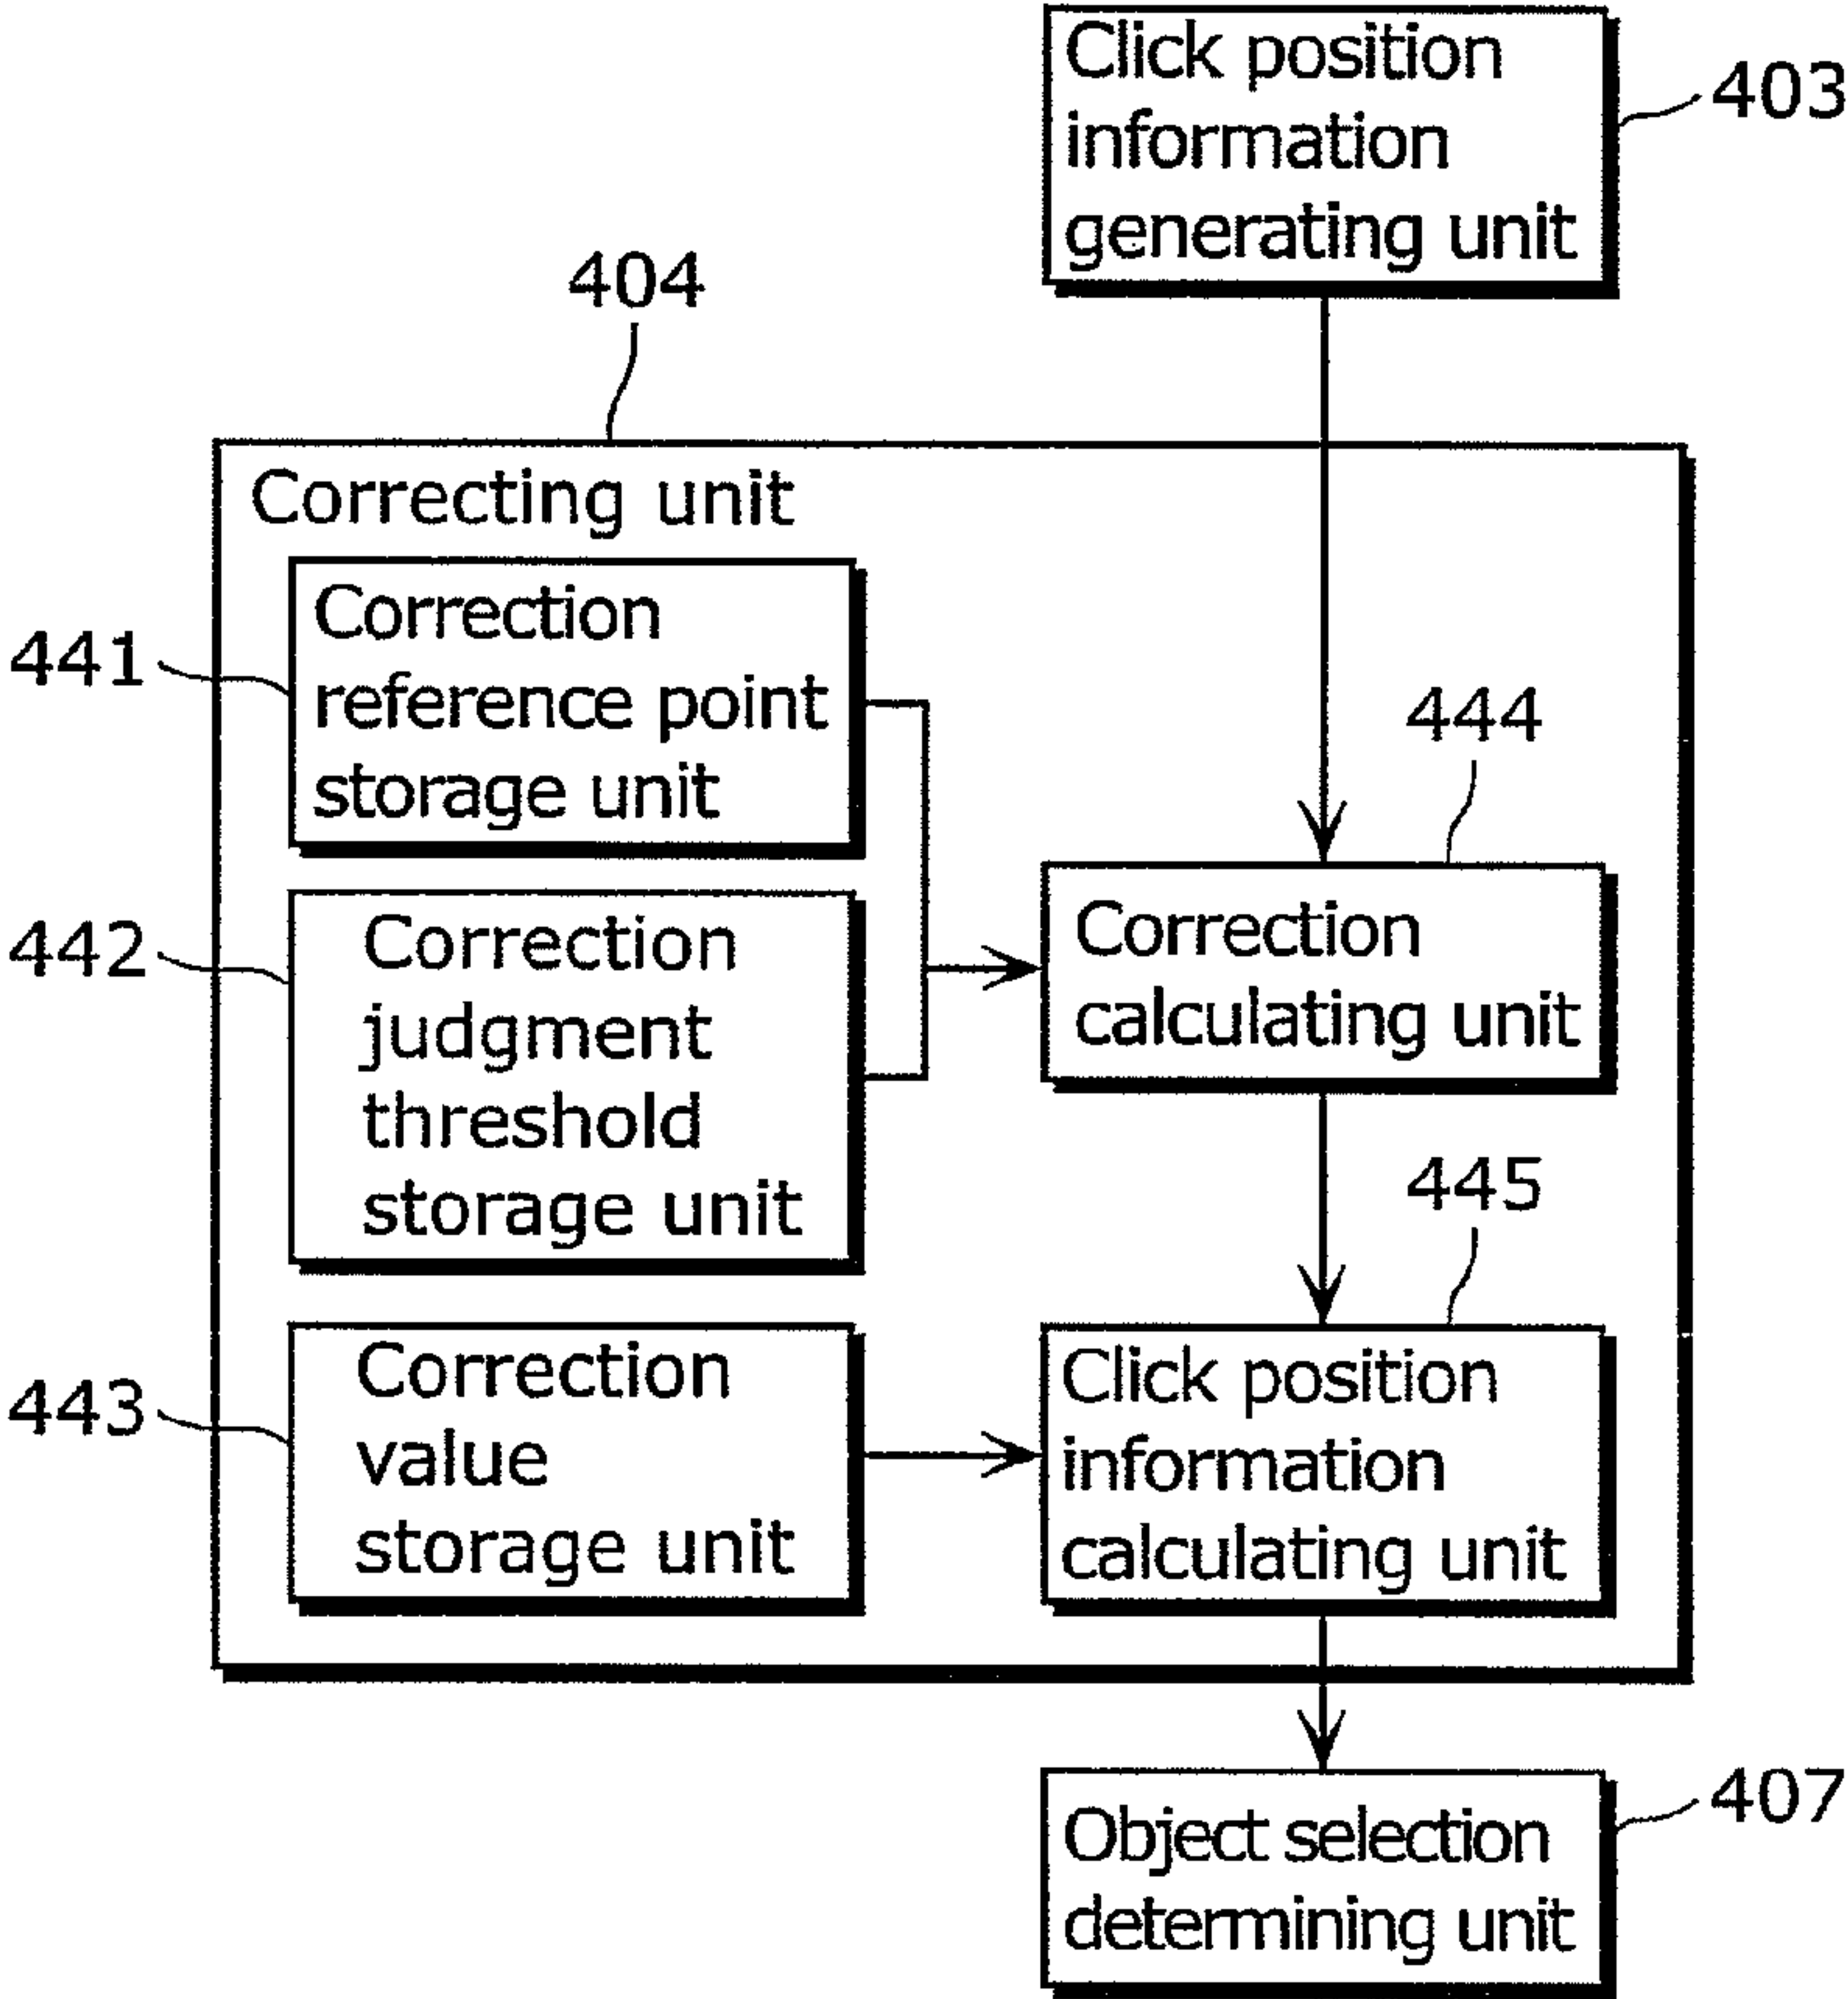 Click position
information
generating unit
403
404
Correcting unit
Correction
reference point
storage unit
441
444
Correction
judgment
threshold
storage unit
442
Correction
calculating unit
445
Correction
value
storage unit
443
Click position
information
calculating unit
Object selection
determining unit
407